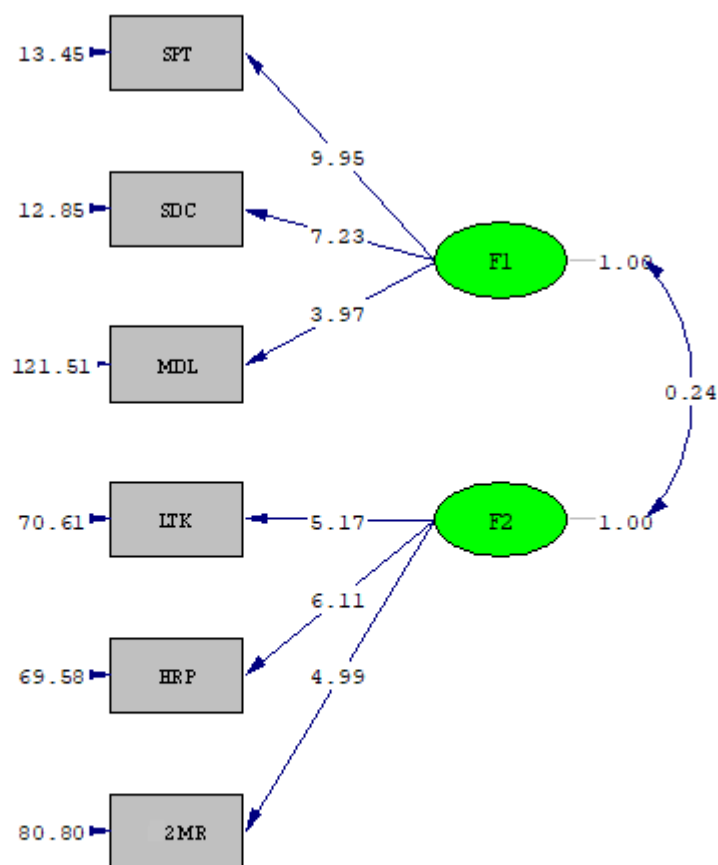 13.45 SPT
9.95
12.85 SDC
7.23
F1 1.00
3.97
121.51 MDL
0.24
70.61 LTK 5.17 F2 1.00
6.11
69.58 HRP 4.99
80.80 2MR